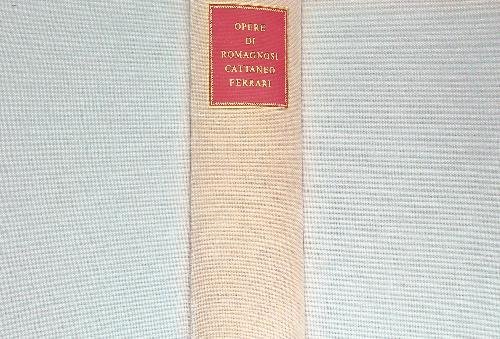 OPERE
DI
ROMAGNOSI
CATTANEO
FERRARI